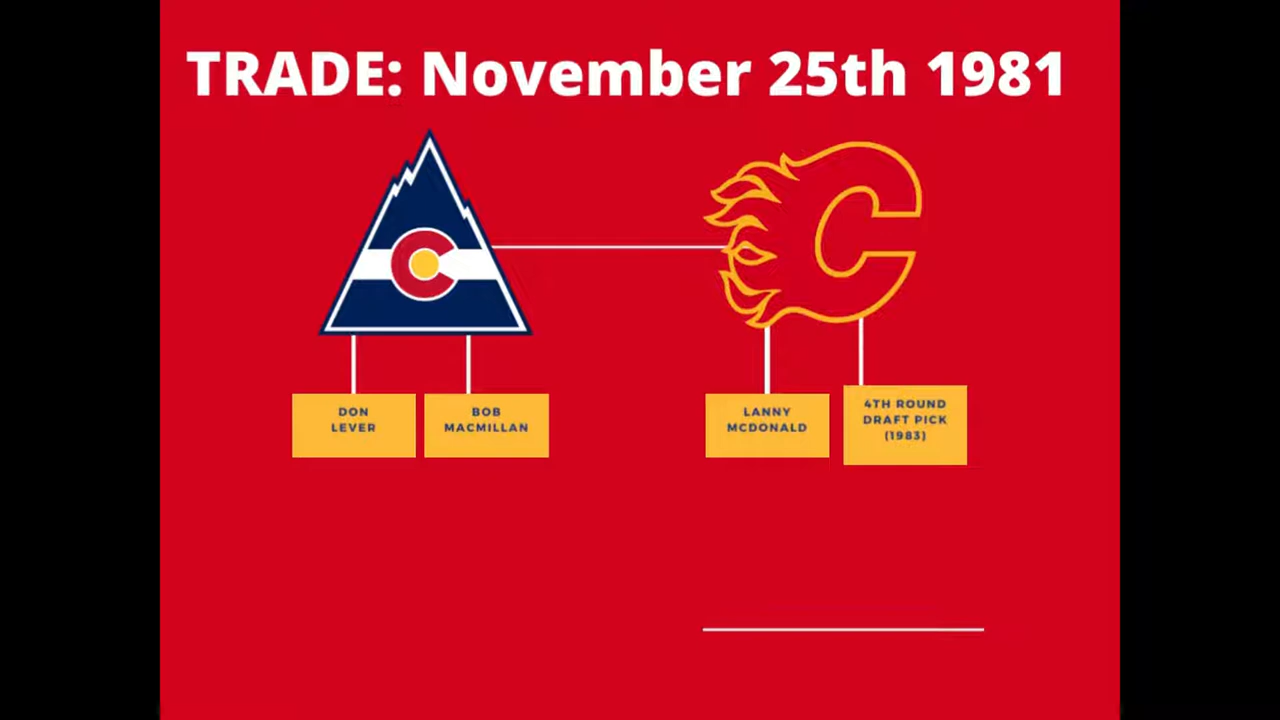 TRADE: November 25th 1981
DON
LEVER
BOB
MACMILLAN
LANNY
MCDONALD
4TH ROUND
DRAFT PICK
(1983)